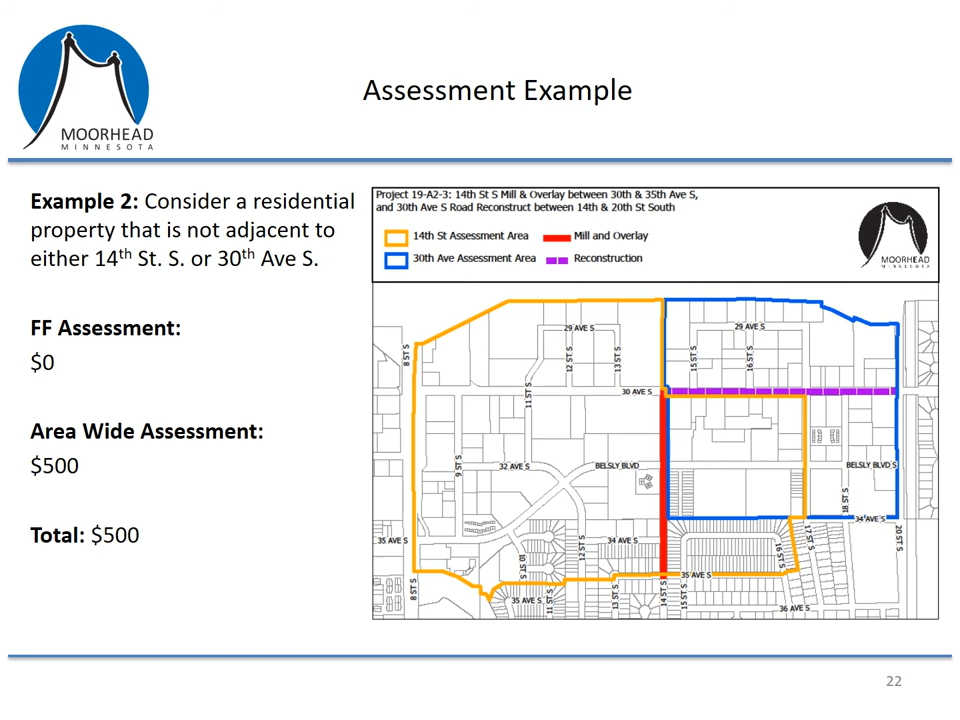 MOORHEAD
MINNESOTA
Assessment Example
Example 2: Consider a residential
property that is not adjacent to
either 14th St. S. or 30th Ave S.
FF Assessment:
$0
Area Wide Assessment:
$500
Total: $500
Project 19-A2-3: 14th St S Mill & Overlay between 30th & 35th Ave S,
and 30th Ave S Road Reconstruct between 14th & 20th St South
14th St Assessment Area
Mill and Overlay
30th Ave Assessment Area
Reconstruction
MOORHEAD
MINNESOTA
29 AVE S
29 AVE S
8 ST S
12 ST S
13 ST S
15 ST S
16 ST S
11 ST S
30 AVE S
9 ST S
32 AVE S
BELSLY BLVD
BELSLY BLVD S
18 ST S
34 AVE S
35 AVE S
12 ST S
34 AVE S
17 ST S
20 ST S
10 ST S
16 ST S
35 AVE S
8 ST S
35 AVE S
11 ST S
13 ST S
14 ST S
15 ST S
36 AVE S
22